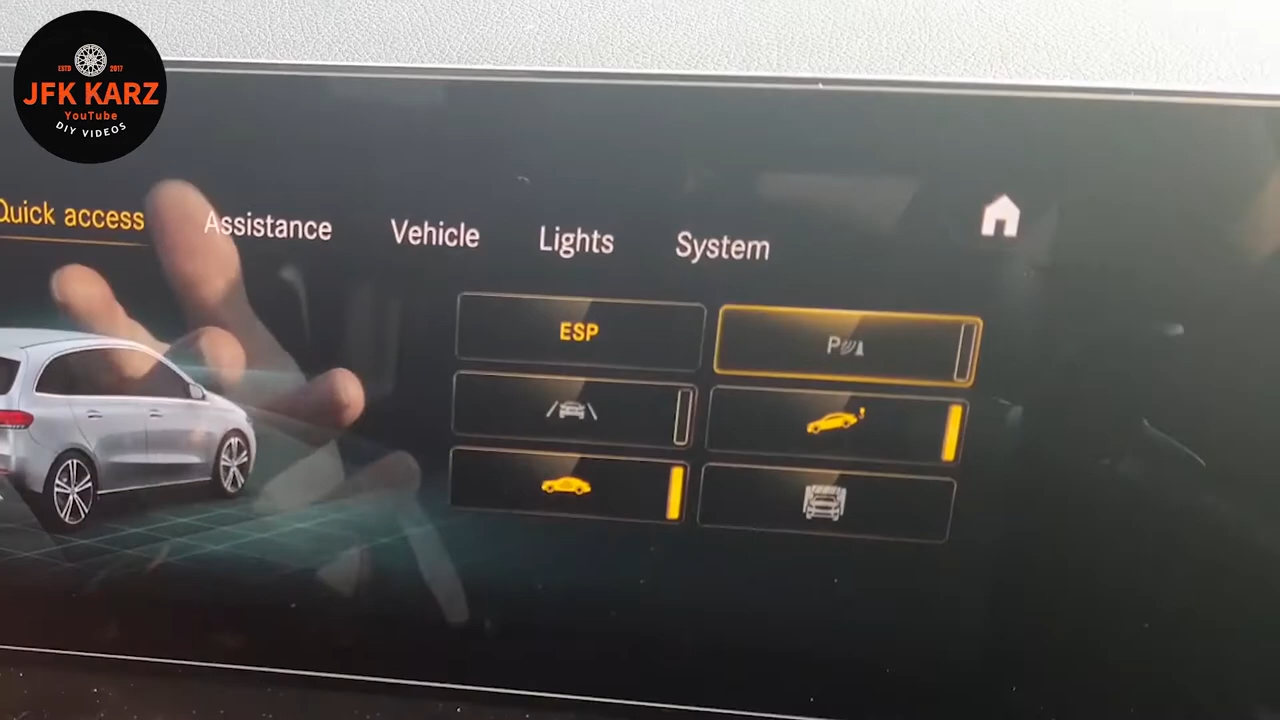 ESTD 2017
JFK KARZ
YouTube
DIY VIDEOS
Quick access Assistance Vehicle Lights System
ESP
P